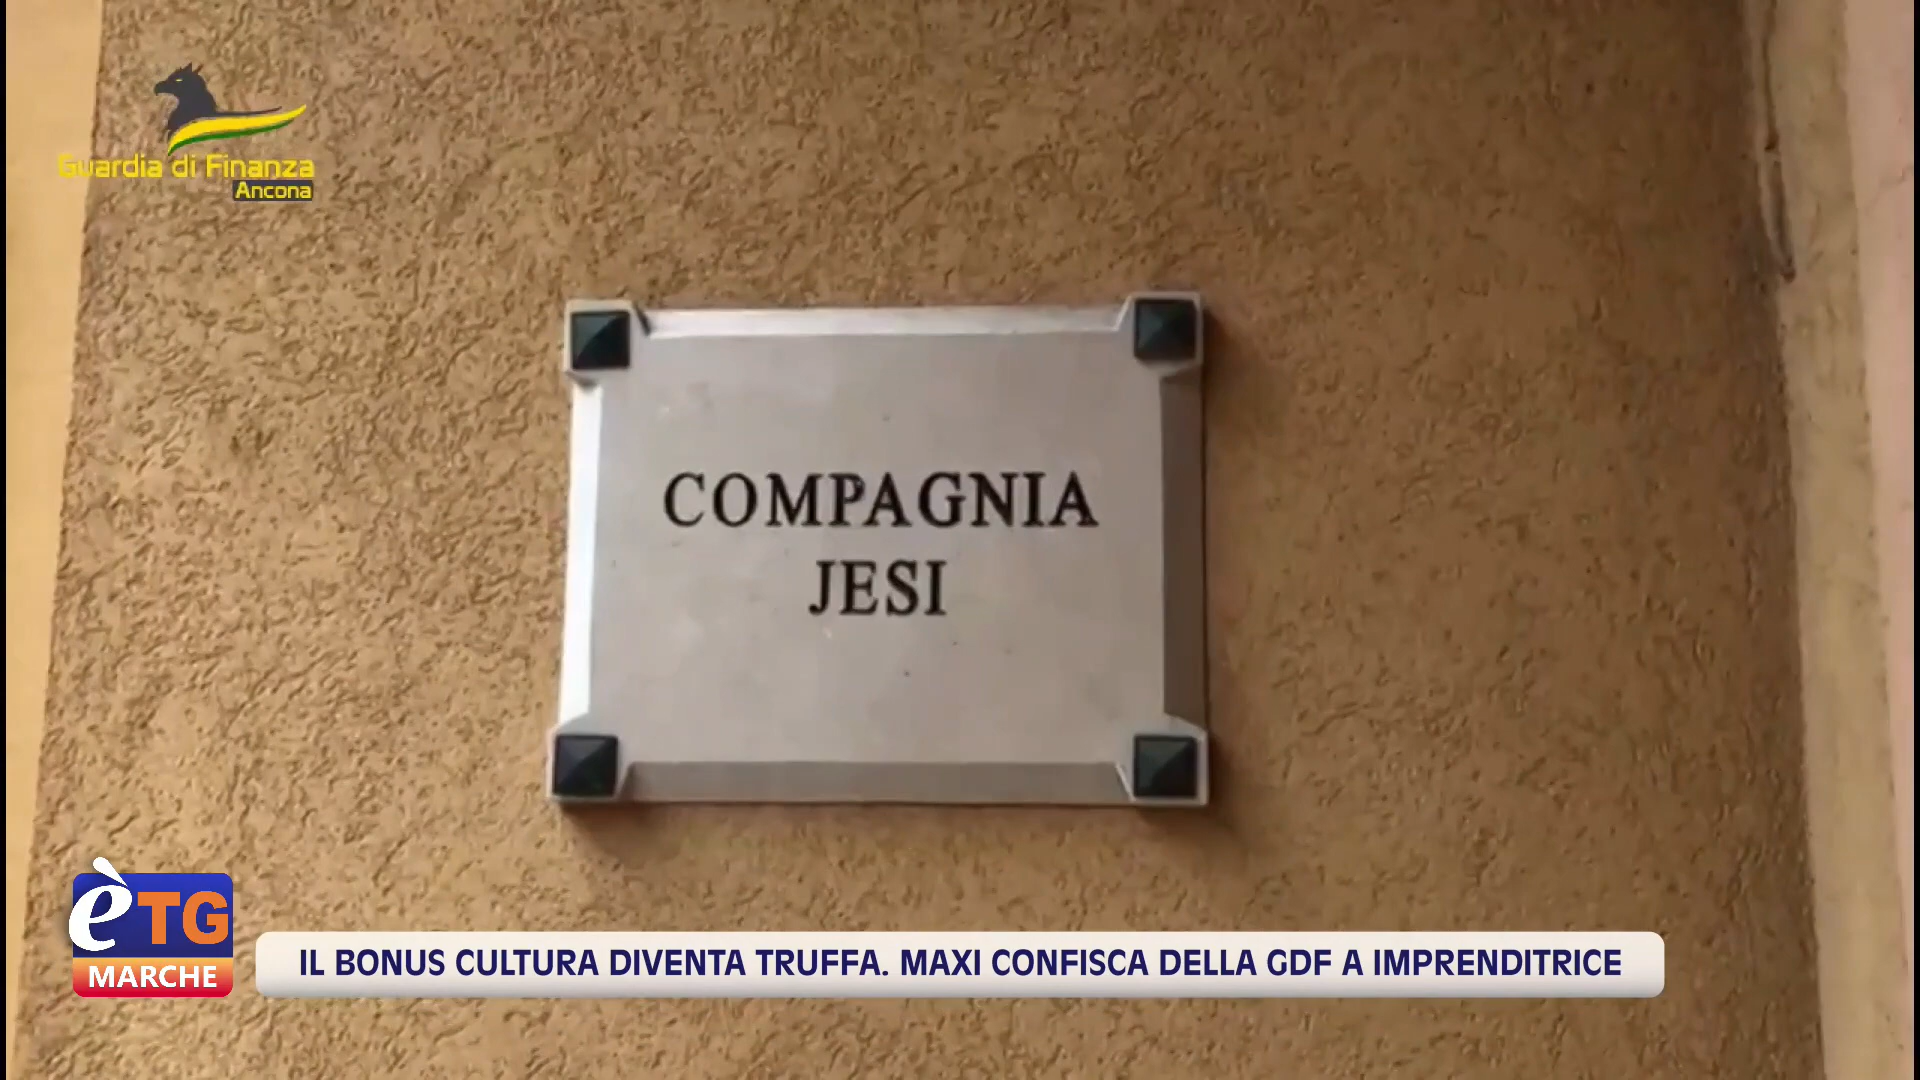 Guardia di Finanza
Ancona
COMPAGNIA
JESI
èTG
MARCHE
IL BONUS CULTURA DIVENTA TRUFFA. MAXI CONFISCA DELLA GDF A IMPRENDITRICE